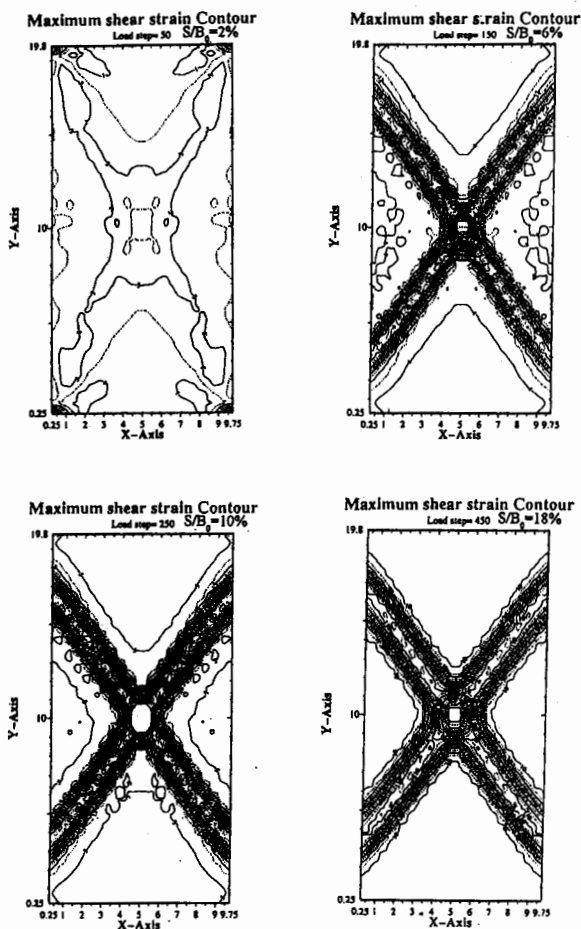 Maximum shear strain Contour
Load step= 50 S/B0=2%
19.8
Y-Axis
10
0.25
0.25 1 2 3 4 5 6 7 8 9 9.75
X-Axis
Maximum shear s.rain Contour
Load step= 150 S/B0=6%
19.8
Y-Axis
10
0.25
0.25 1 2 3 4 5 6 7 8 9 9.75
X-Axis
Maximum shear strain Contour
Load step= 250 S/B0=10%
19.8
Y-Axis
10
0.25
0.25 1 2 3 4 5 6 7 8 9 9.75
X-Axis
Maximum shear strain Contour
Load step= 450 S/B0=18%
19.8
Y-Axis
10
0.25
0.25 1 2 3 4 5 6 7 8 9 9.75
X-Axis